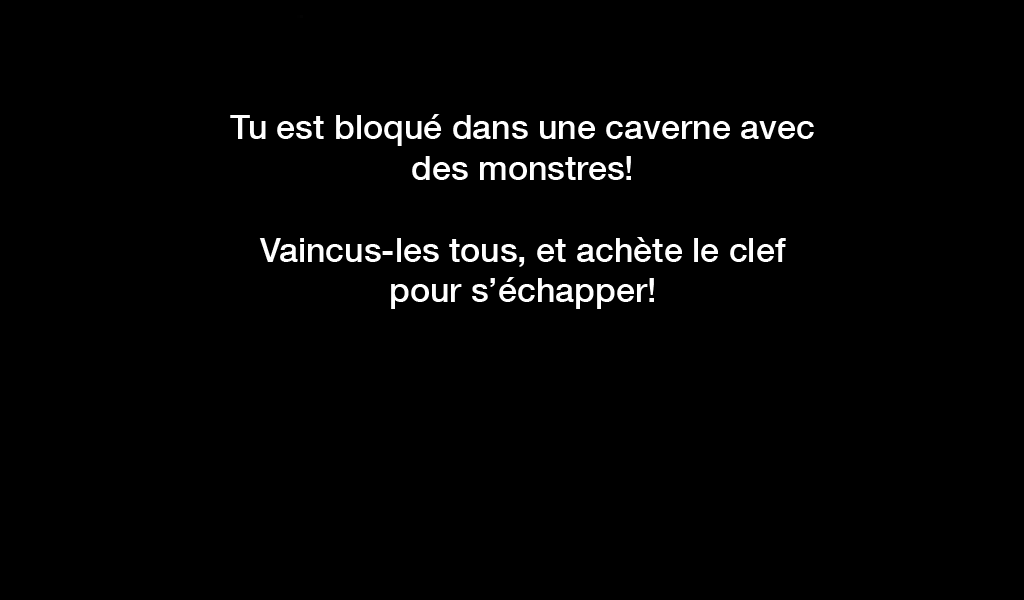 Tu est bloqué dans une caverne avec
des monstres!
Vaincus-les tous, et achète le clef
pour s’échapper!